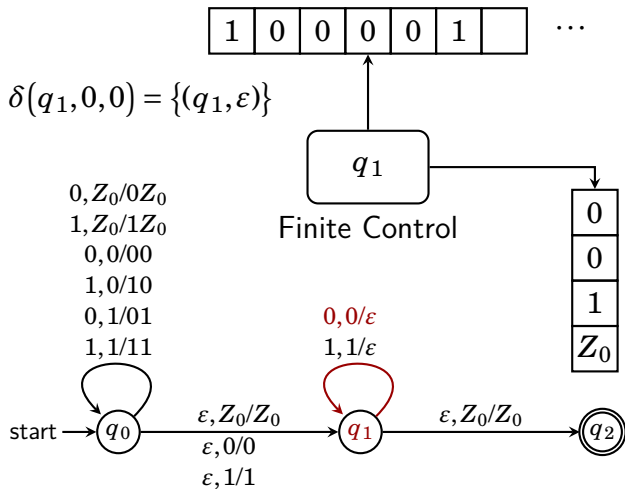 1 0 0 0 0 1 ⋯
δ(q₁, 0, 0) = {(q₁, ε)}
q₁
Finite Control
0
0
1
Z₀
0, Z₀/0Z₀
1, Z₀/1Z₀
0, 0/00
1, 0/10
0, 1/01
1, 1/11
0, 0/ε
1, 1/ε
start
q₀
ε, Z₀/Z₀
ε, 0/0
ε, 1/1
q₁
ε, Z₀/Z₀
q₂